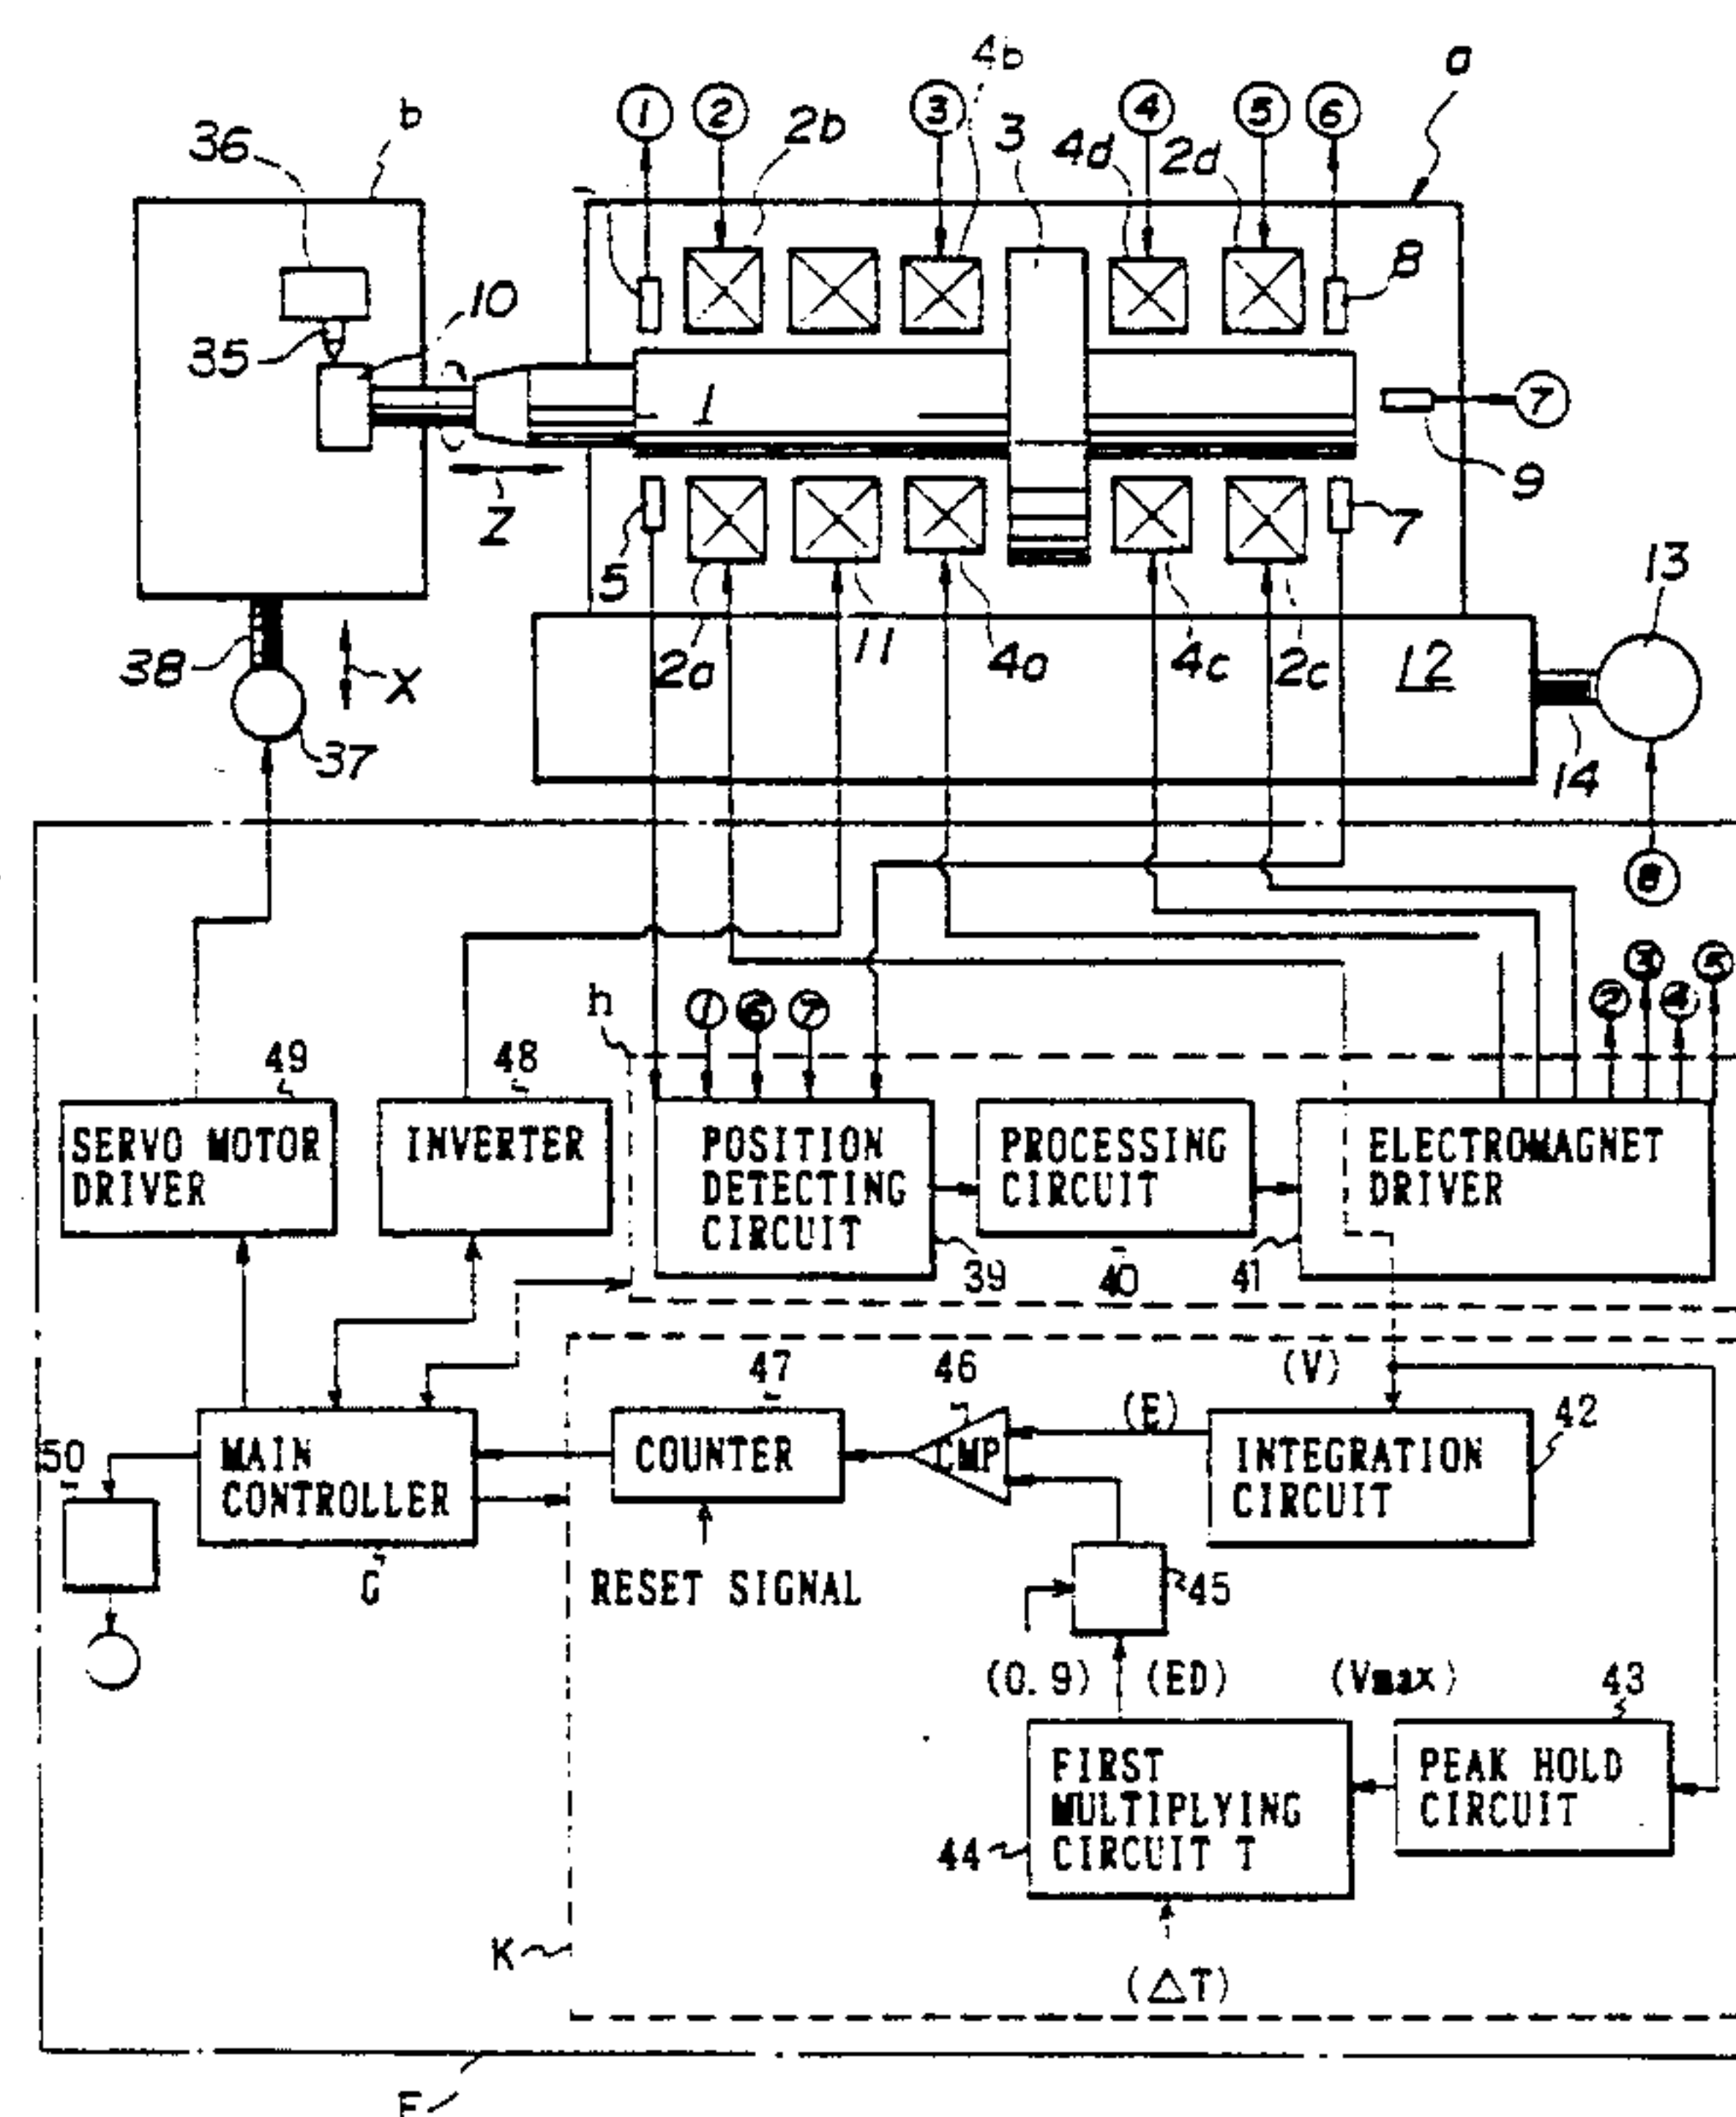 4b
a
b
1
2
3
4
5
6
36
2b
3
4d
2d
8
10
35
1
7
9
Z
5
7
13
38
X
2a
11
4a
4c
2c
12
37
14
8
h
1
6
7
2
3
4
5
49
48
SERVO MOTOR
DRIVER
INVERTER
POSITION
DETECTING
CIRCUIT
PROCESSING
CIRCUIT
ELECTROMAGNET
DRIVER
39
40
41
47
46
(V)
(E)
42
50
MAIN
CONTROLLER
COUNTER
CMP
INTEGRATION
CIRCUIT
G
RESET SIGNAL
45
(0.9)
(ED)
(Vmax)
43
FIRST
MULTIPLYING
CIRCUIT T
PEAK HOLD
CIRCUIT
44
K
(△T)